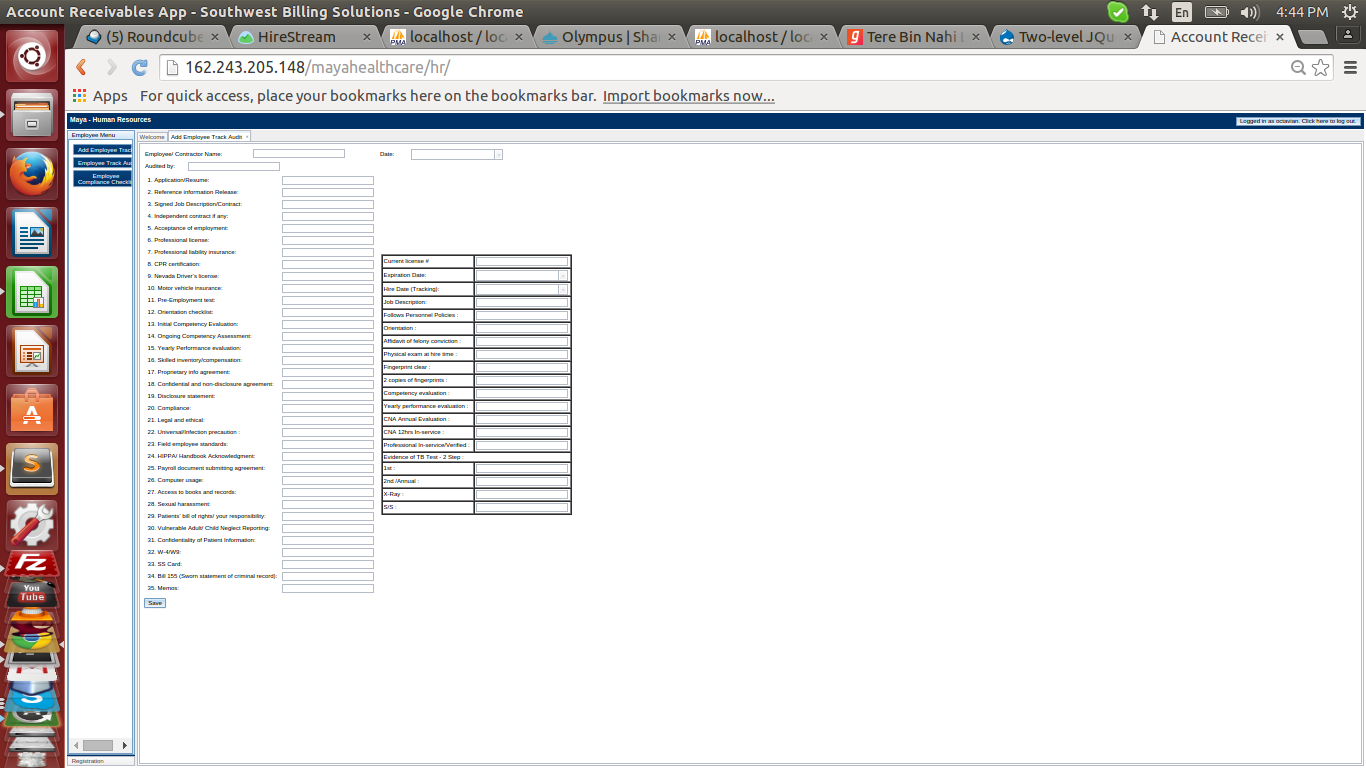 Account Receivables App - Southwest Billing Solutions - Google Chrome
En
4:44 PM
(5) Roundcube
HireStream
localhost / loc
Olympus | Shar
localhost / loc
Tere Bin Nahi L
Two-level JQu
Account Recei
162.243.205.148/mayahealthcare/hr/
Apps For quick access, place your bookmarks here on the bookmarks bar. Import bookmarks now...
Maya - Human Resources
Logged in as octavian. Click here to log out.
Employee Menu
Welcome
Add Employee Track Audit
Add Employee Trac
Employee Track Au
Employee
Compliance Checkli
Employee/ Contractor Name:
Date:
Audited by:
1. Application/Resume:
2. Reference information Release:
3. Signed Job Description/Contract:
4. Independent contract if any:
5. Acceptance of employment:
6. Professional license:
7. Professional liability insurance:
8. CPR certification:
9. Nevada Driver's license:
10. Motor vehicle insurance:
11. Pre-Employment test:
12. Orientation checklist:
13. Initial Competency Evaluation:
14. Ongoing Competency Assessment:
15. Yearly Performance evaluation:
16. Skilled inventory/compensation:
17. Proprietary info agreement:
18. Confidential and non-disclosure agreement:
19. Disclosure statement:
20. Compliance:
21. Legal and ethical:
22. Universal/Infection precaution :
23. Field employee standards:
24. HIPPA/ Handbook Acknowledgment:
25. Payroll document submitting agreement:
26. Computer usage:
27. Access to books and records:
28. Sexual harassment:
29. Patients' bill of rights/ your responsibility:
30. Vulnerable Adult/ Child Neglect Reporting:
31. Confidentiality of Patient Information:
32. W-4/W9:
33. SS Card:
34. Bill 155 (Sworn statement of criminal record):
35. Memos:
Save
Current license #
Expiration Date:
Hire Date (Tracking):
Job Description:
Follows Personnel Policies :
Orientation :
Affidavit of felony conviction :
Physical exam at hire time :
Fingerprint clear :
2 copies of fingerprints :
Competency evaluation :
Yearly performance evaluation :
CNA Annual Evaluation :
CNA 12hrs In-service :
Professional In-service/Verified :
Evidence of TB Test - 2 Step :
1st :
2nd /Annual :
X-Ray :
S/S :
You
Tube
Registration